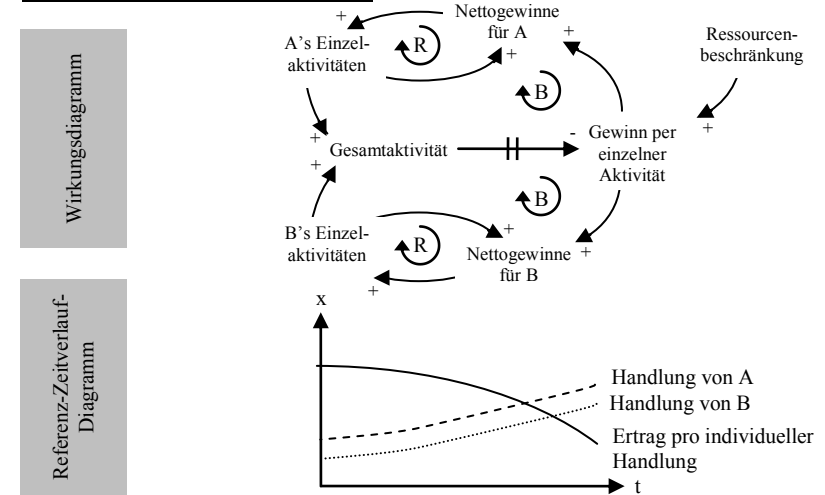 Wirkungsdiagramm
Nettogewinne
für A
+
A's Einzel-
aktivitäten
R
+
+
Ressourcen-
beschränkung
B
+
+
Gesamtaktivität
-
Gewinn per
einzelner
Aktivität
+
+
B
B's Einzel-
aktivitäten
R
+
Nettogewinne
für B
+
+
Referenz-Zeitverlauf-
Diagramm
x
Handlung von A
Handlung von B
Ertrag pro individueller
Handlung
t